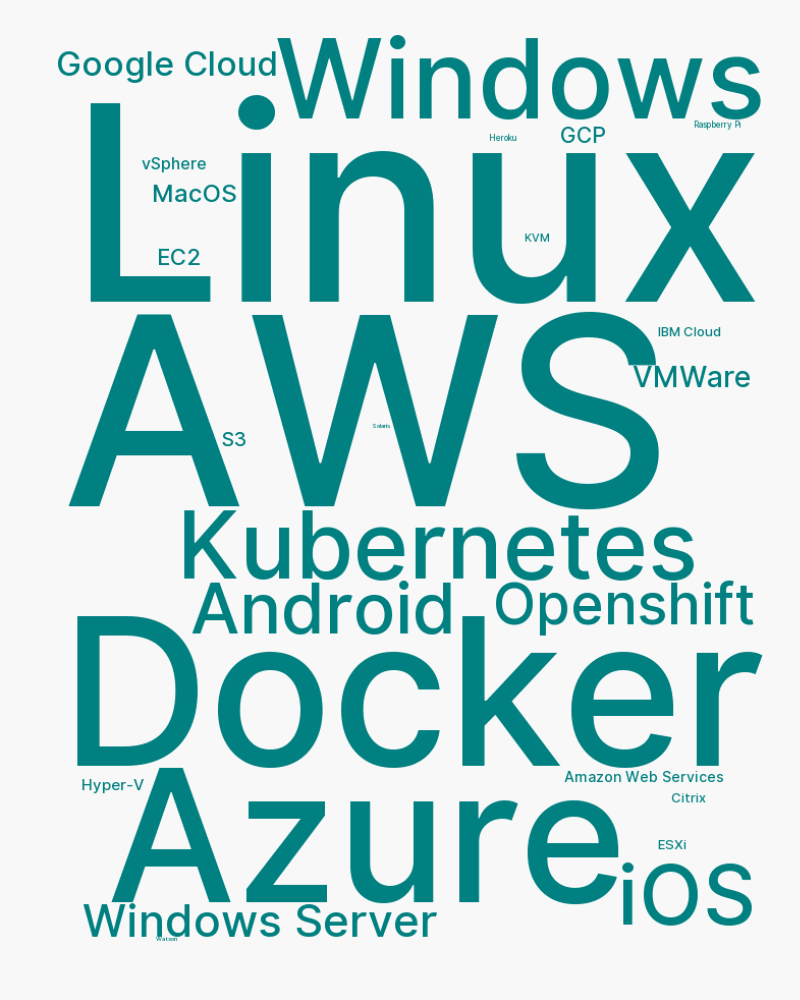 Google Cloud
Windows
Raspberry Pi
Heroku
GCP
Linux
vSphere
MacOS
KVM
EC2
AWS
IBM Cloud
VMWare
S3
Solaris
Kubernetes
Android
Openshift
Docker
Hyper-V
Amazon Web Services
Citrix
Azure
ESXi
iOS
Windows Server
Watson